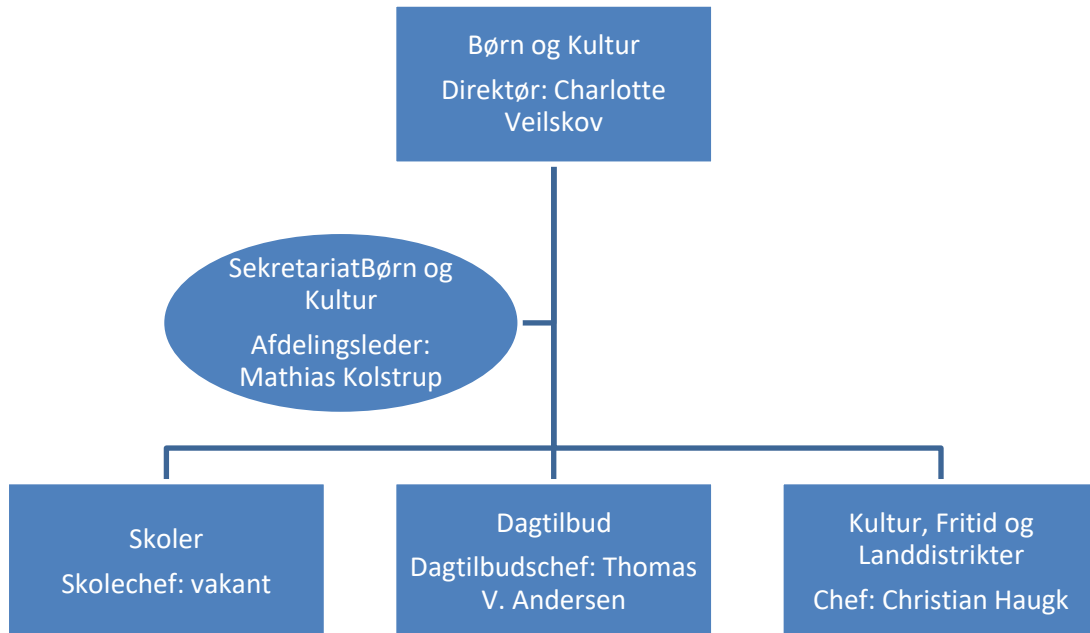 Børn og Kultur
Direktør: Charlotte
Veilskov
SekretariatBørn og
Kultur
Afdelingsleder:
Mathias Kolstrup
Skoler
Skolechef: vakant
Dagtilbud
Dagtilbudschef: Thomas
V. Andersen
Kultur, Fritid og
Landdistrikter
Chef: Christian Haugk